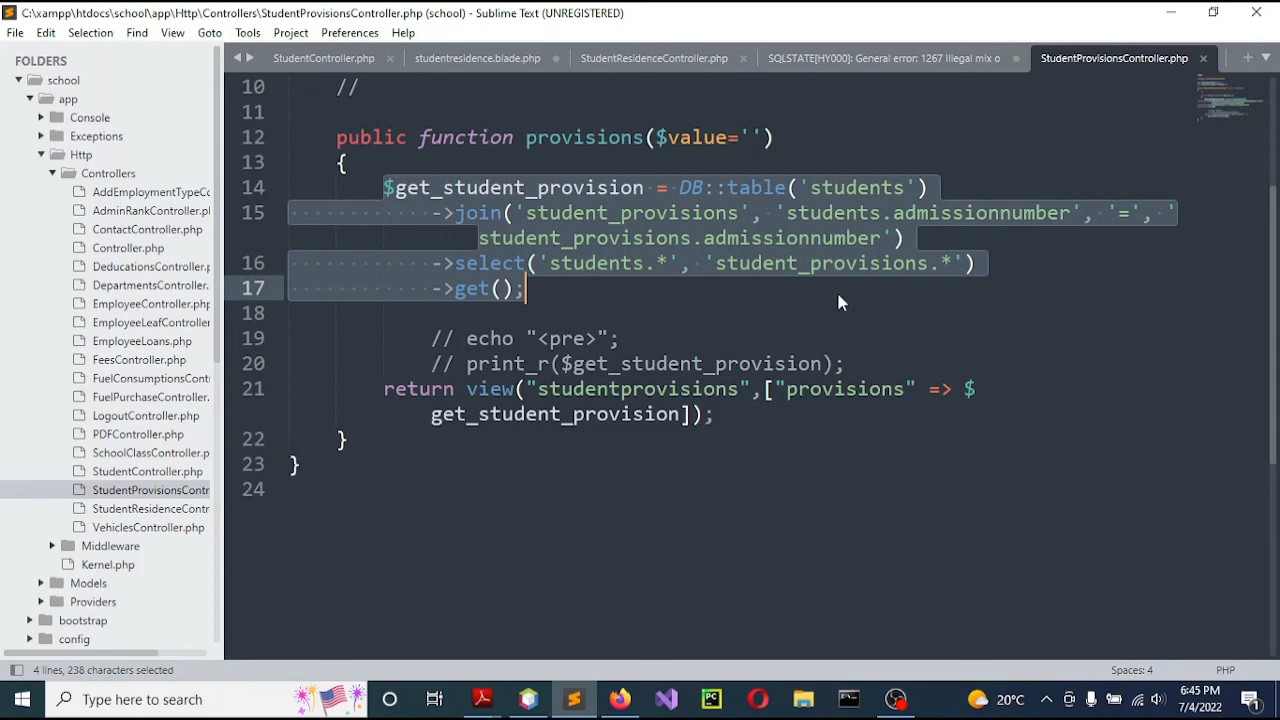 C:\xampp\htdocs\school\app\Http\Controllers\StudentProvisionsController.php (school) - Sublime Text (UNREGISTERED)
File Edit Selection Find View Goto Tools Project Preferences Help
FOLDERS
school
app
Console
Exceptions
Http
Controllers
AddEmploymentTypeCo
AdminRankController.pl
ContactController.php
Controller.php
DeducationsController.
DepartmentsController.
EmployeeController.php
EmployeeLeafController
EmployeeLoans.php
FeesController.php
FuelConsumptionsConti
FuelPurchaseController.
LogoutController.php
PDFController.php
SchoolClassController.p
StudentController.php
StudentProvisionsContr
StudentResidenceContr
VehiclesController.php
Middleware
Kernel.php
Models
Providers
bootstrap
config
StudentController.php
studentresidence.blade.php
StudentResidenceController.php
SQLSTATE[HY000]: General error: 1267 Illegal mix o
StudentProvisionsController.php
10 //
11
12 public function provisions($value='')
13 {
14 $get_student_provision = DB::table('students')
15 ->join('student_provisions', 'students.admissionnumber', '=', '
student_provisions.admissionnumber')
16 ->select('students.*', 'student_provisions.*')
17 ->get();
18
19 // echo "<pre>";
20 // print_r($get_student_provision);
21 return view("studentprovisions",["provisions" => $
get_student_provision]);
22 }
23 }
24
4 lines, 238 characters selected
Spaces: 4
PHP
Type here to search
20°C
6:45 PM
7/4/2022